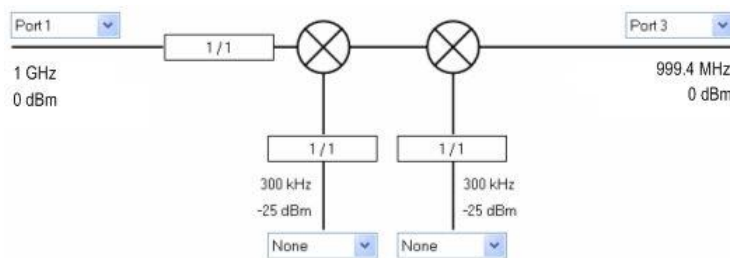 Port 1
Port 3
1 / 1
1 GHz
0 dBm
999.4 MHz
0 dBm
1 / 1
1 / 1
300 kHz
-25 dBm
300 kHz
-25 dBm
None
None